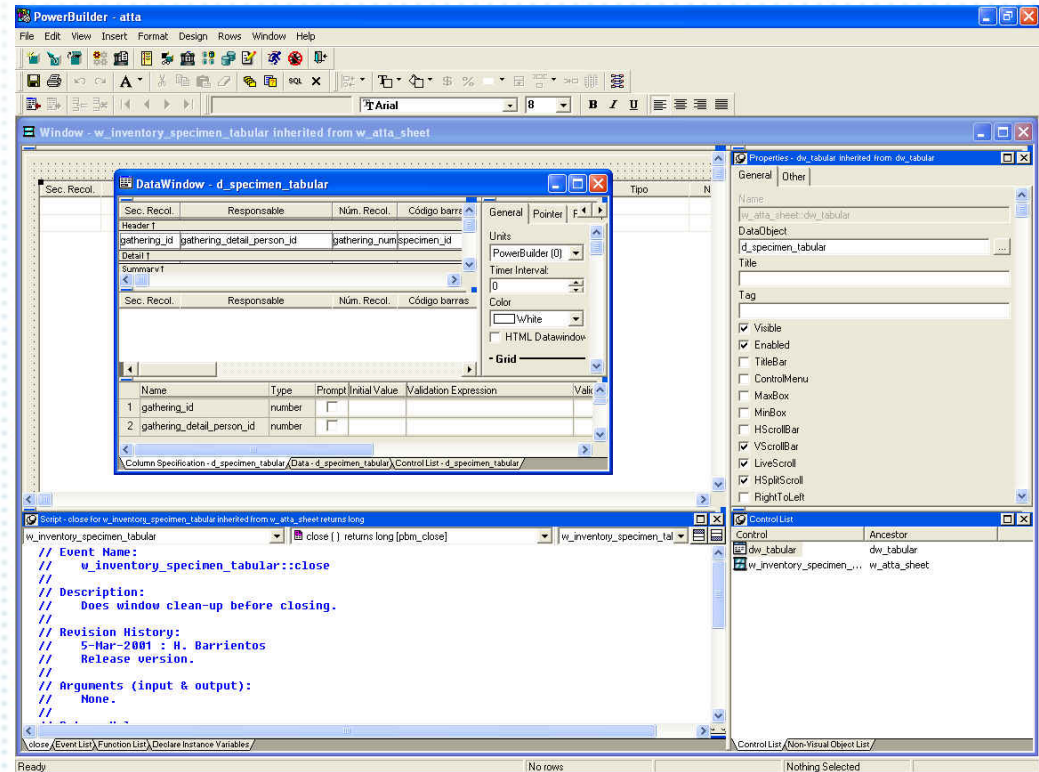 PowerBuilder - atta
File Edit View Insert Format Design Rows Window Help
SQL
Arial 8 B I U
Window - w_inventory_specimen_tabular inherited from w_atta_sheet
Sec. Recol.
Tipo N
DataWindow - d_specimen_tabular
Sec. Recol. Responsable Núm. Recol. Código barra
Header ↑
gathering_id gathering_detail_person_id gathering_num specimen_id
Detail ↑
Summary ↑
Sec. Recol. Responsable Núm. Recol. Código barras
General Pointer F
Units
PowerBuilder (0)
Timer Interval:
0
Color
White
HTML Datawindow
- Grid
Name Type Prompt Initial Value Validation Expression Valid
1 gathering_id number
2 gathering_detail_person_id number
Column Specification - d_specimen_tabular Data - d_specimen_tabular Control List - d_specimen_tabular
Properties - dw_tabular inherited from dw_tabular
General Other
Name
w_atta_sheet::dw_tabular
DataObject
d_specimen_tabular ...
Title
Tag
Visible
Enabled
TitleBar
ControlMenu
MaxBox
MinBox
HScrollBar
VScrollBar
LiveScroll
HSplitScroll
RightToLeft
Script - close for w_inventory_specimen_tabular inherited from w_atta_sheet returns long
w_inventory_specimen_tabular close ( ) returns long [pbm_close] w_inventory_specimen_tal
// Event Name:
// w_inventory_specimen_tabular::close
//
// Description:
// Does window clean-up before closing.
//
// Revision History:
// 5-Mar-2001 : H. Barrientos
// Release version.
//
// Arguments (input & output):
// None.
//
close Event List Function List Declare Instance Variables
Control List
Control Ancestor
dw_tabular dw_tabular
w_inventory_specimen_... w_atta_sheet
Control List Non-Visual Object List
Ready No rows Nothing Selected